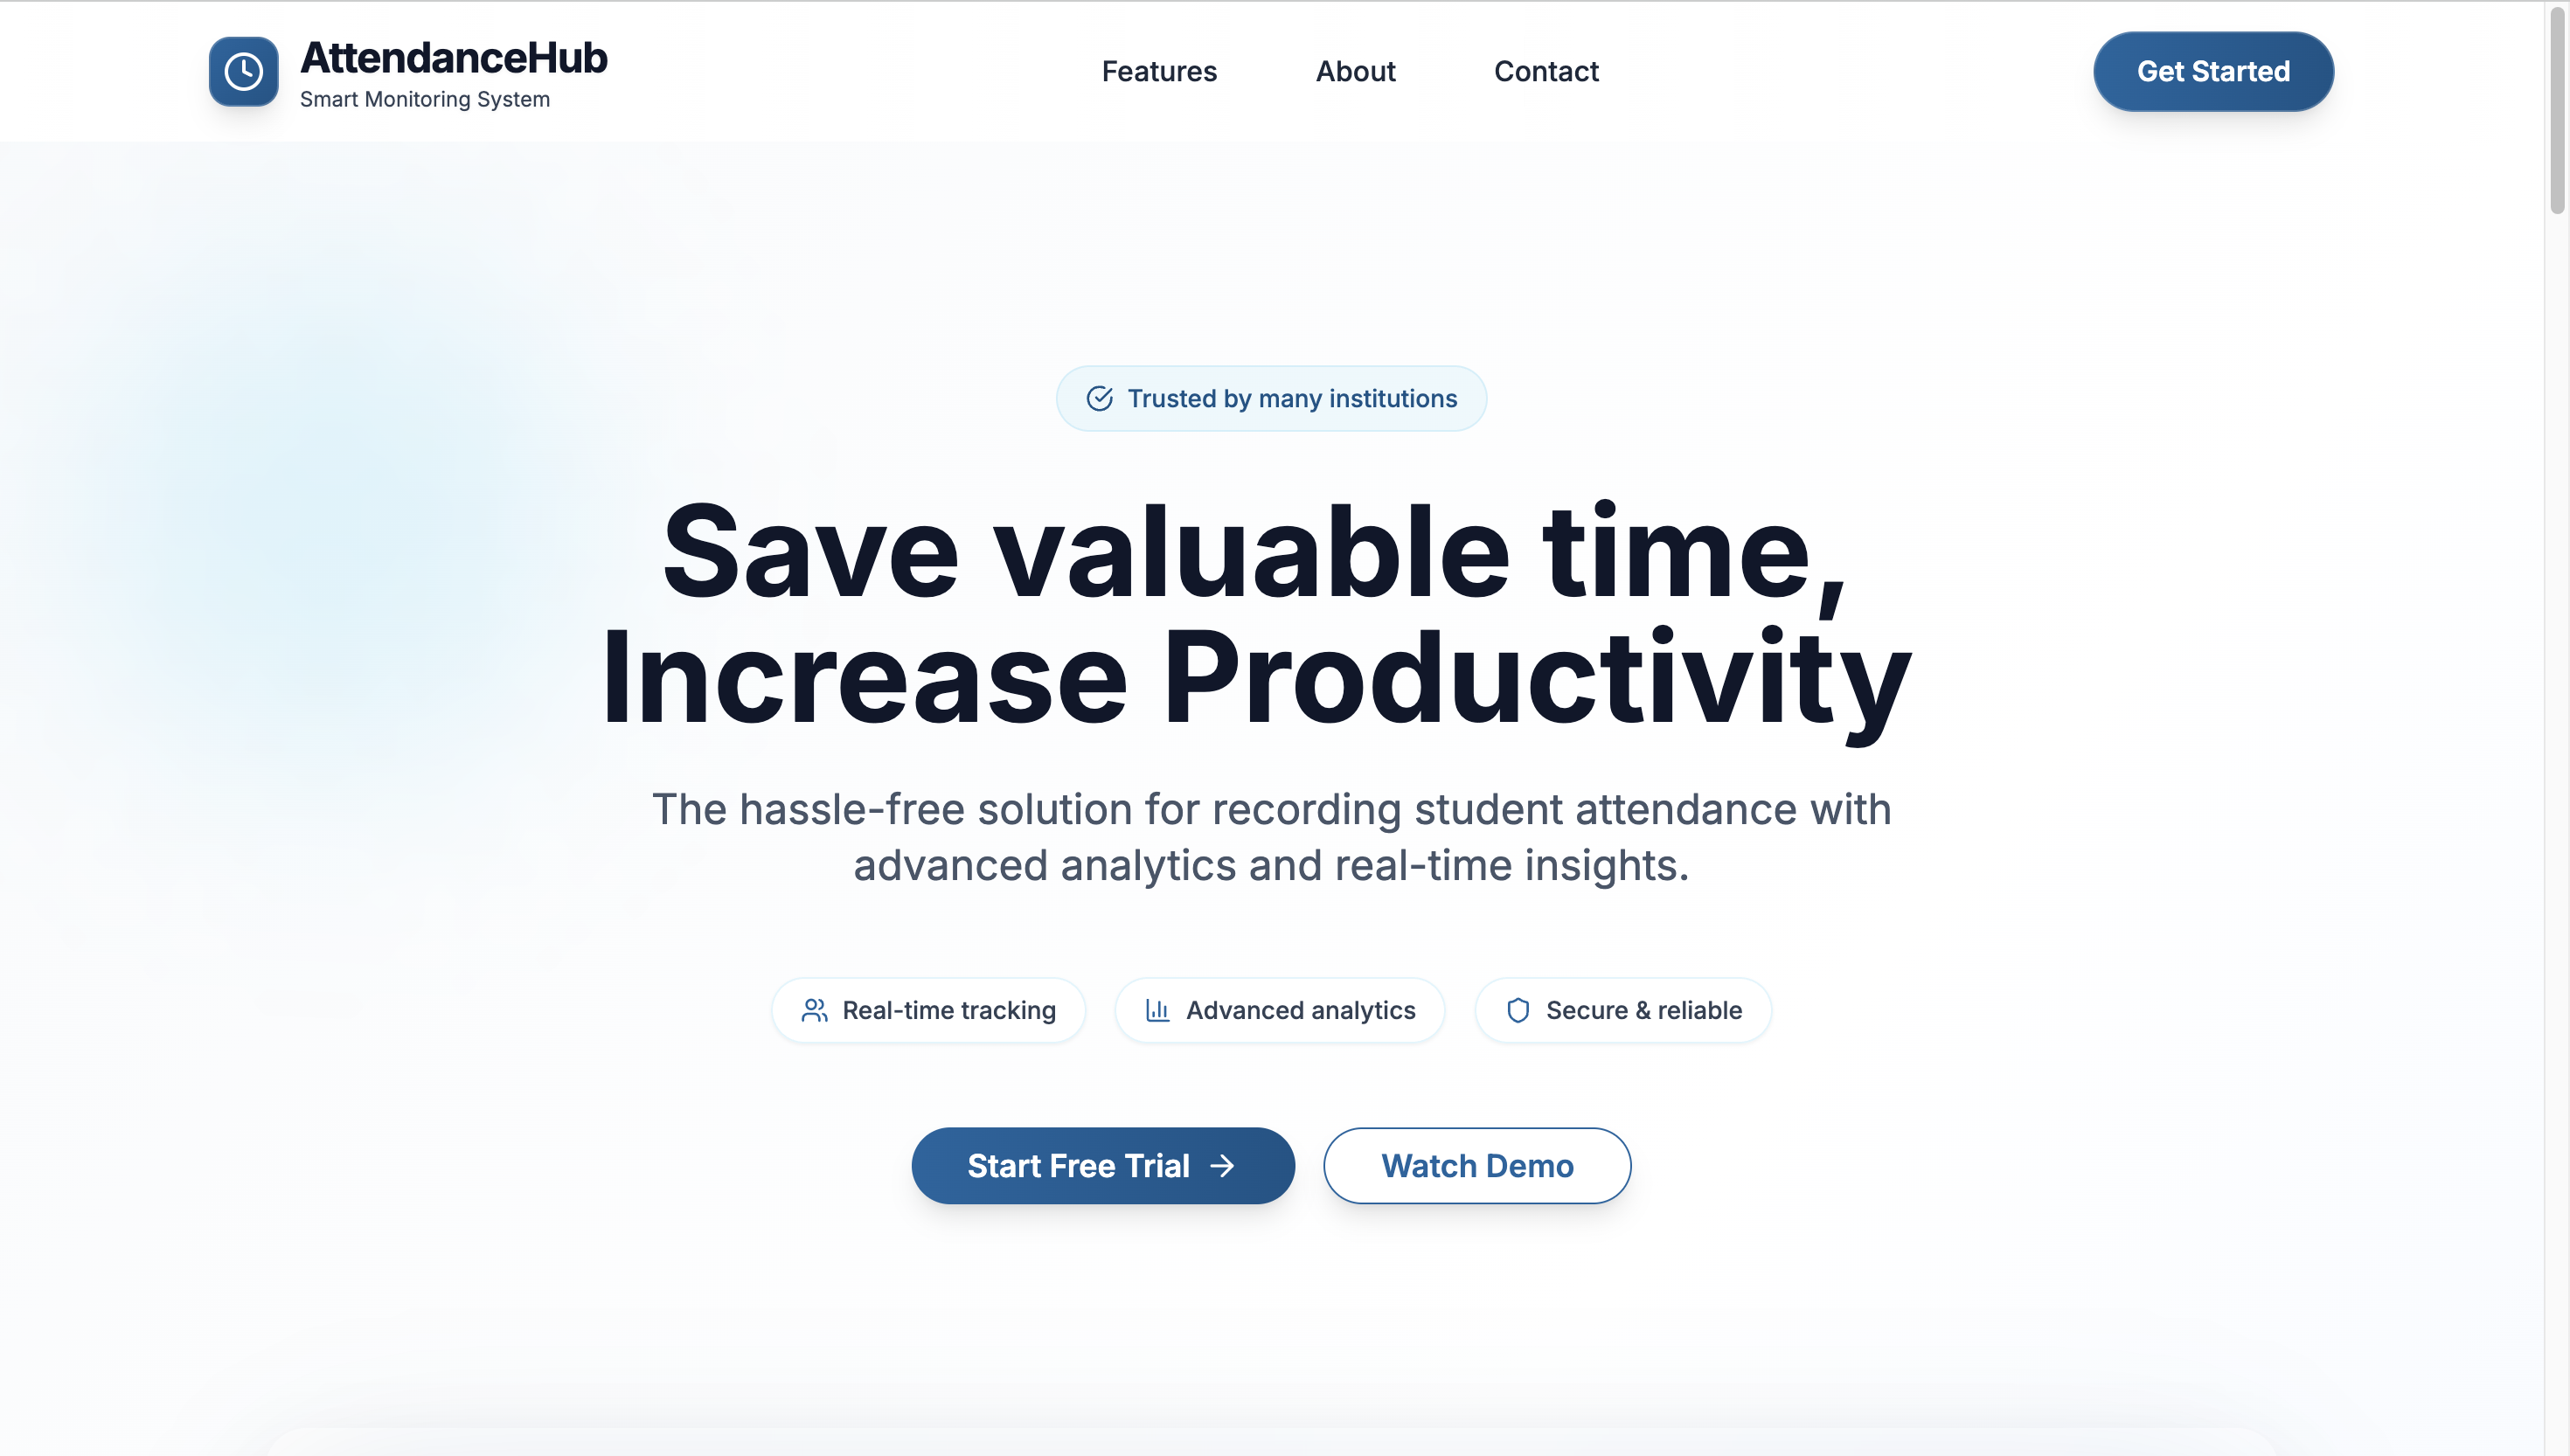 AttendanceHub
Smart Monitoring System
Features
About
Contact
Get Started
Trusted by many institutions
Save valuable time,
Increase Productivity
The hassle-free solution for recording student attendance with
advanced analytics and real-time insights.
Real-time tracking
Advanced analytics
Secure & reliable
Start Free Trial
Watch Demo